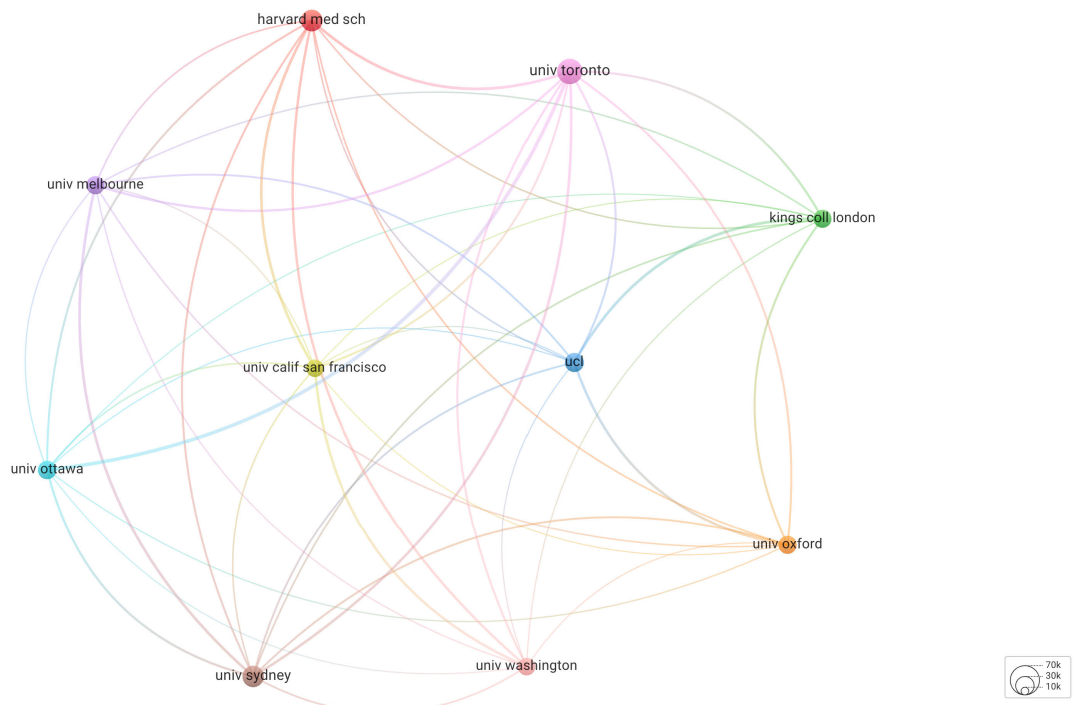 harvard med sch
univ toronto
univ melbourne
kings coll london
univ calif san francisco
ucl
univ ottawa
univ oxford
univ washington
univ sydney
70k
30k
10k